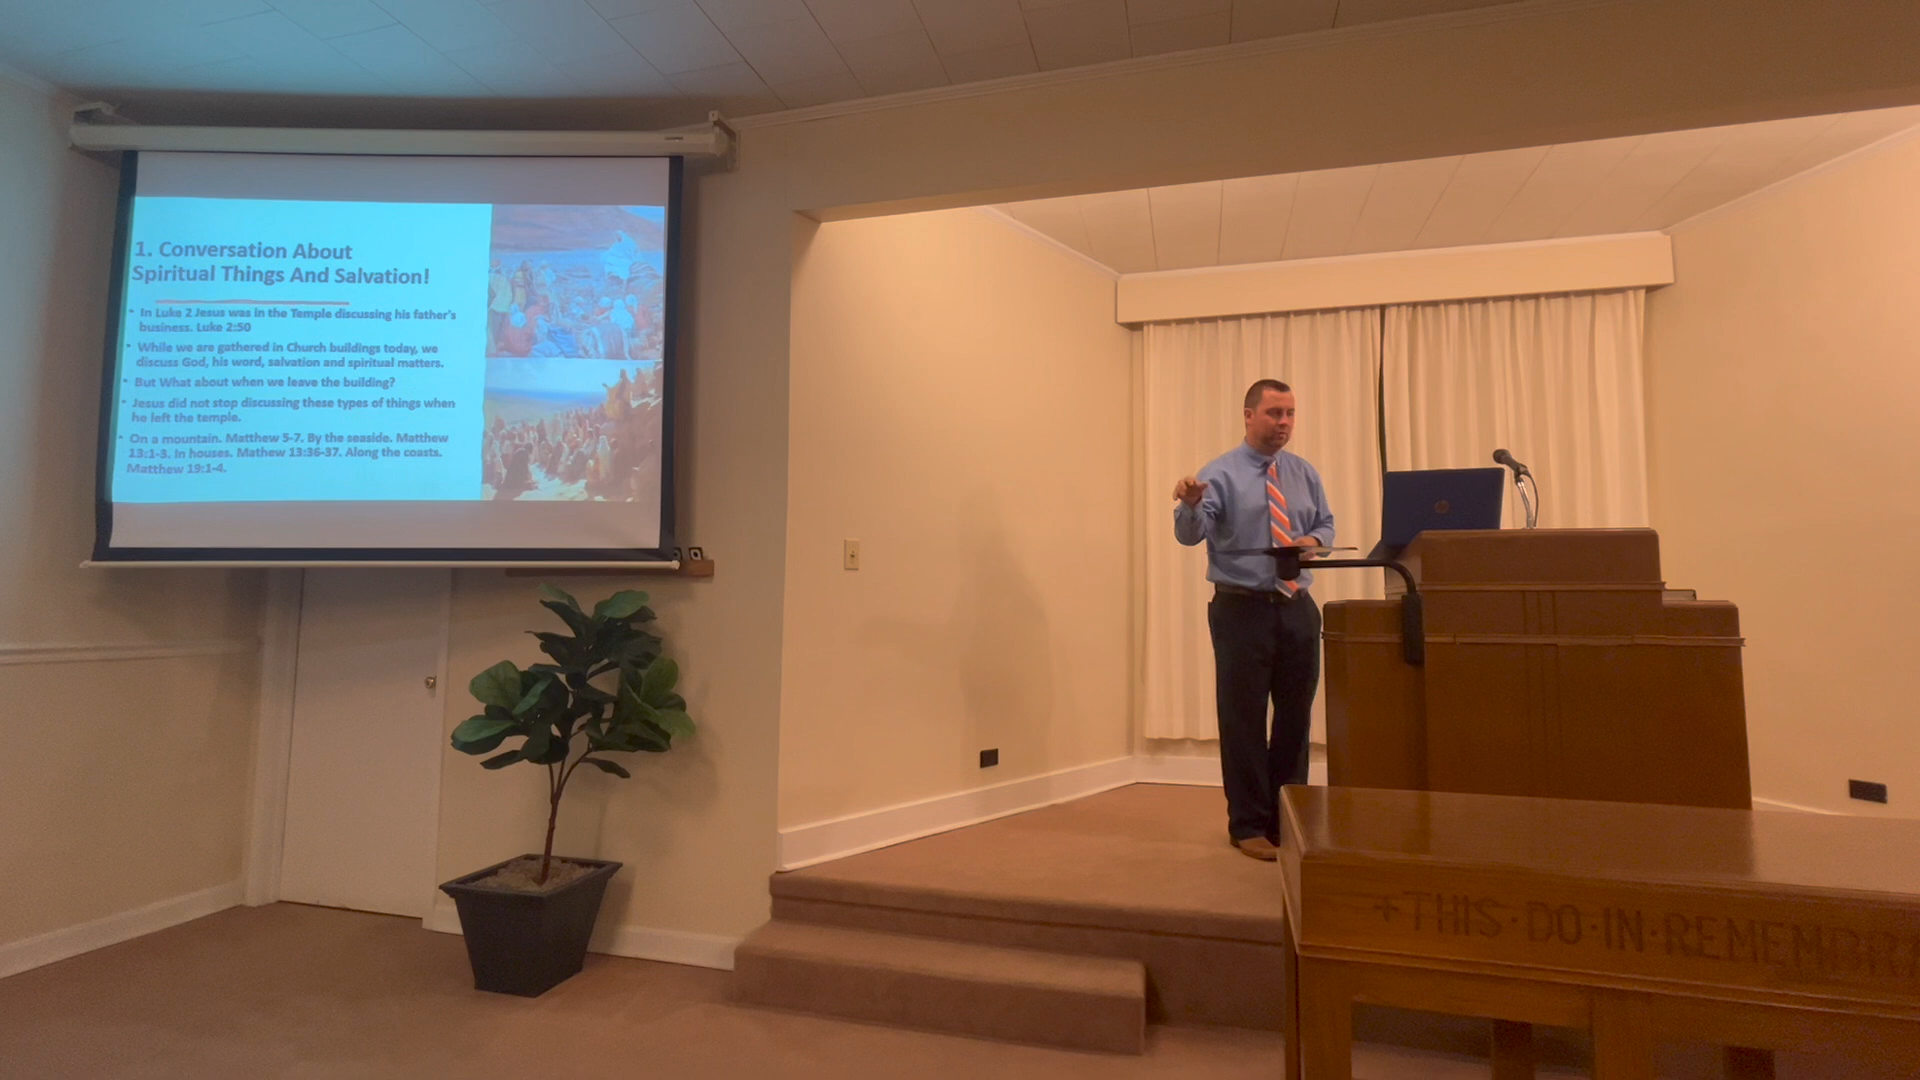 1. Conversation About
Spiritual Things And Salvation!
• In Luke 2 Jesus was in the Temple discussing his father's
business. Luke 2:50
• While we are gathered in Church buildings today, we
discuss God, his word, salvation and spiritual matters.
• But What about when we leave the building?
• Jesus did not stop discussing these types of things when
he left the temple.
• On a mountain. Matthew 5-7. By the seaside. Matthew
13:1-3. In houses. Mathew 13:36-37. Along the coasts.
Matthew 19:1-4.
hp
+THIS·DO·IN·REMEMBRA